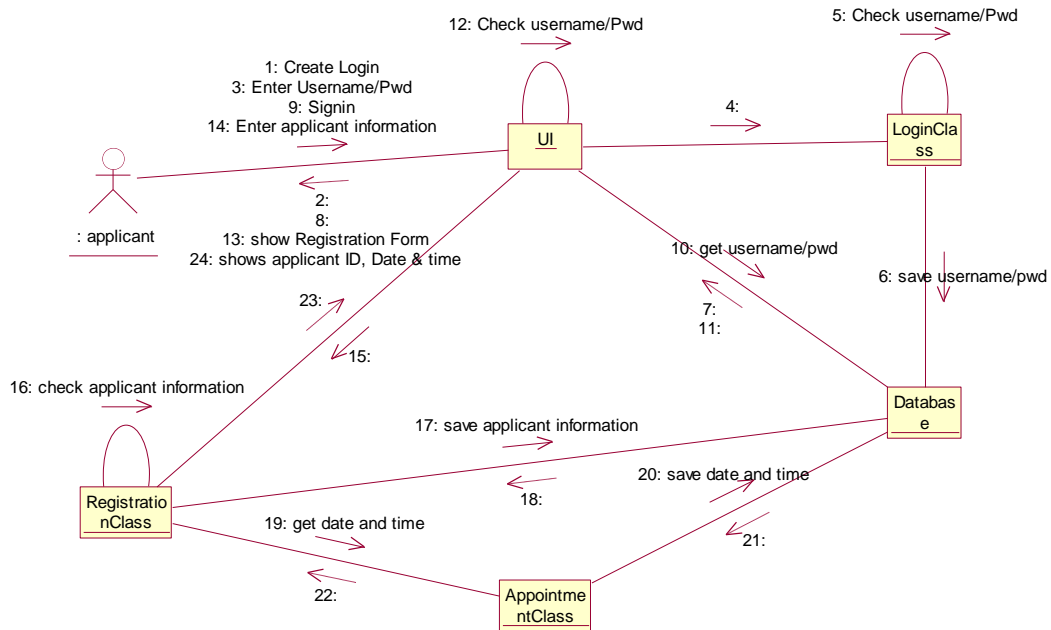 12: Check username/Pwd
5: Check username/Pwd
1: Create Login
3: Enter Username/Pwd
9: Signin
14: Enter applicant information
4:
UI
LoginCla
ss
: applicant
2:
8:
13: show Registration Form
24: shows applicant ID, Date & time
10: get username/pwd
6: save username/pwd
7:
11:
23:
15:
16: check applicant information
17: save applicant information
Databas
e
20: save date and time
18:
Registratio
nClass
19: get date and time
21:
22:
Appointme
ntClass